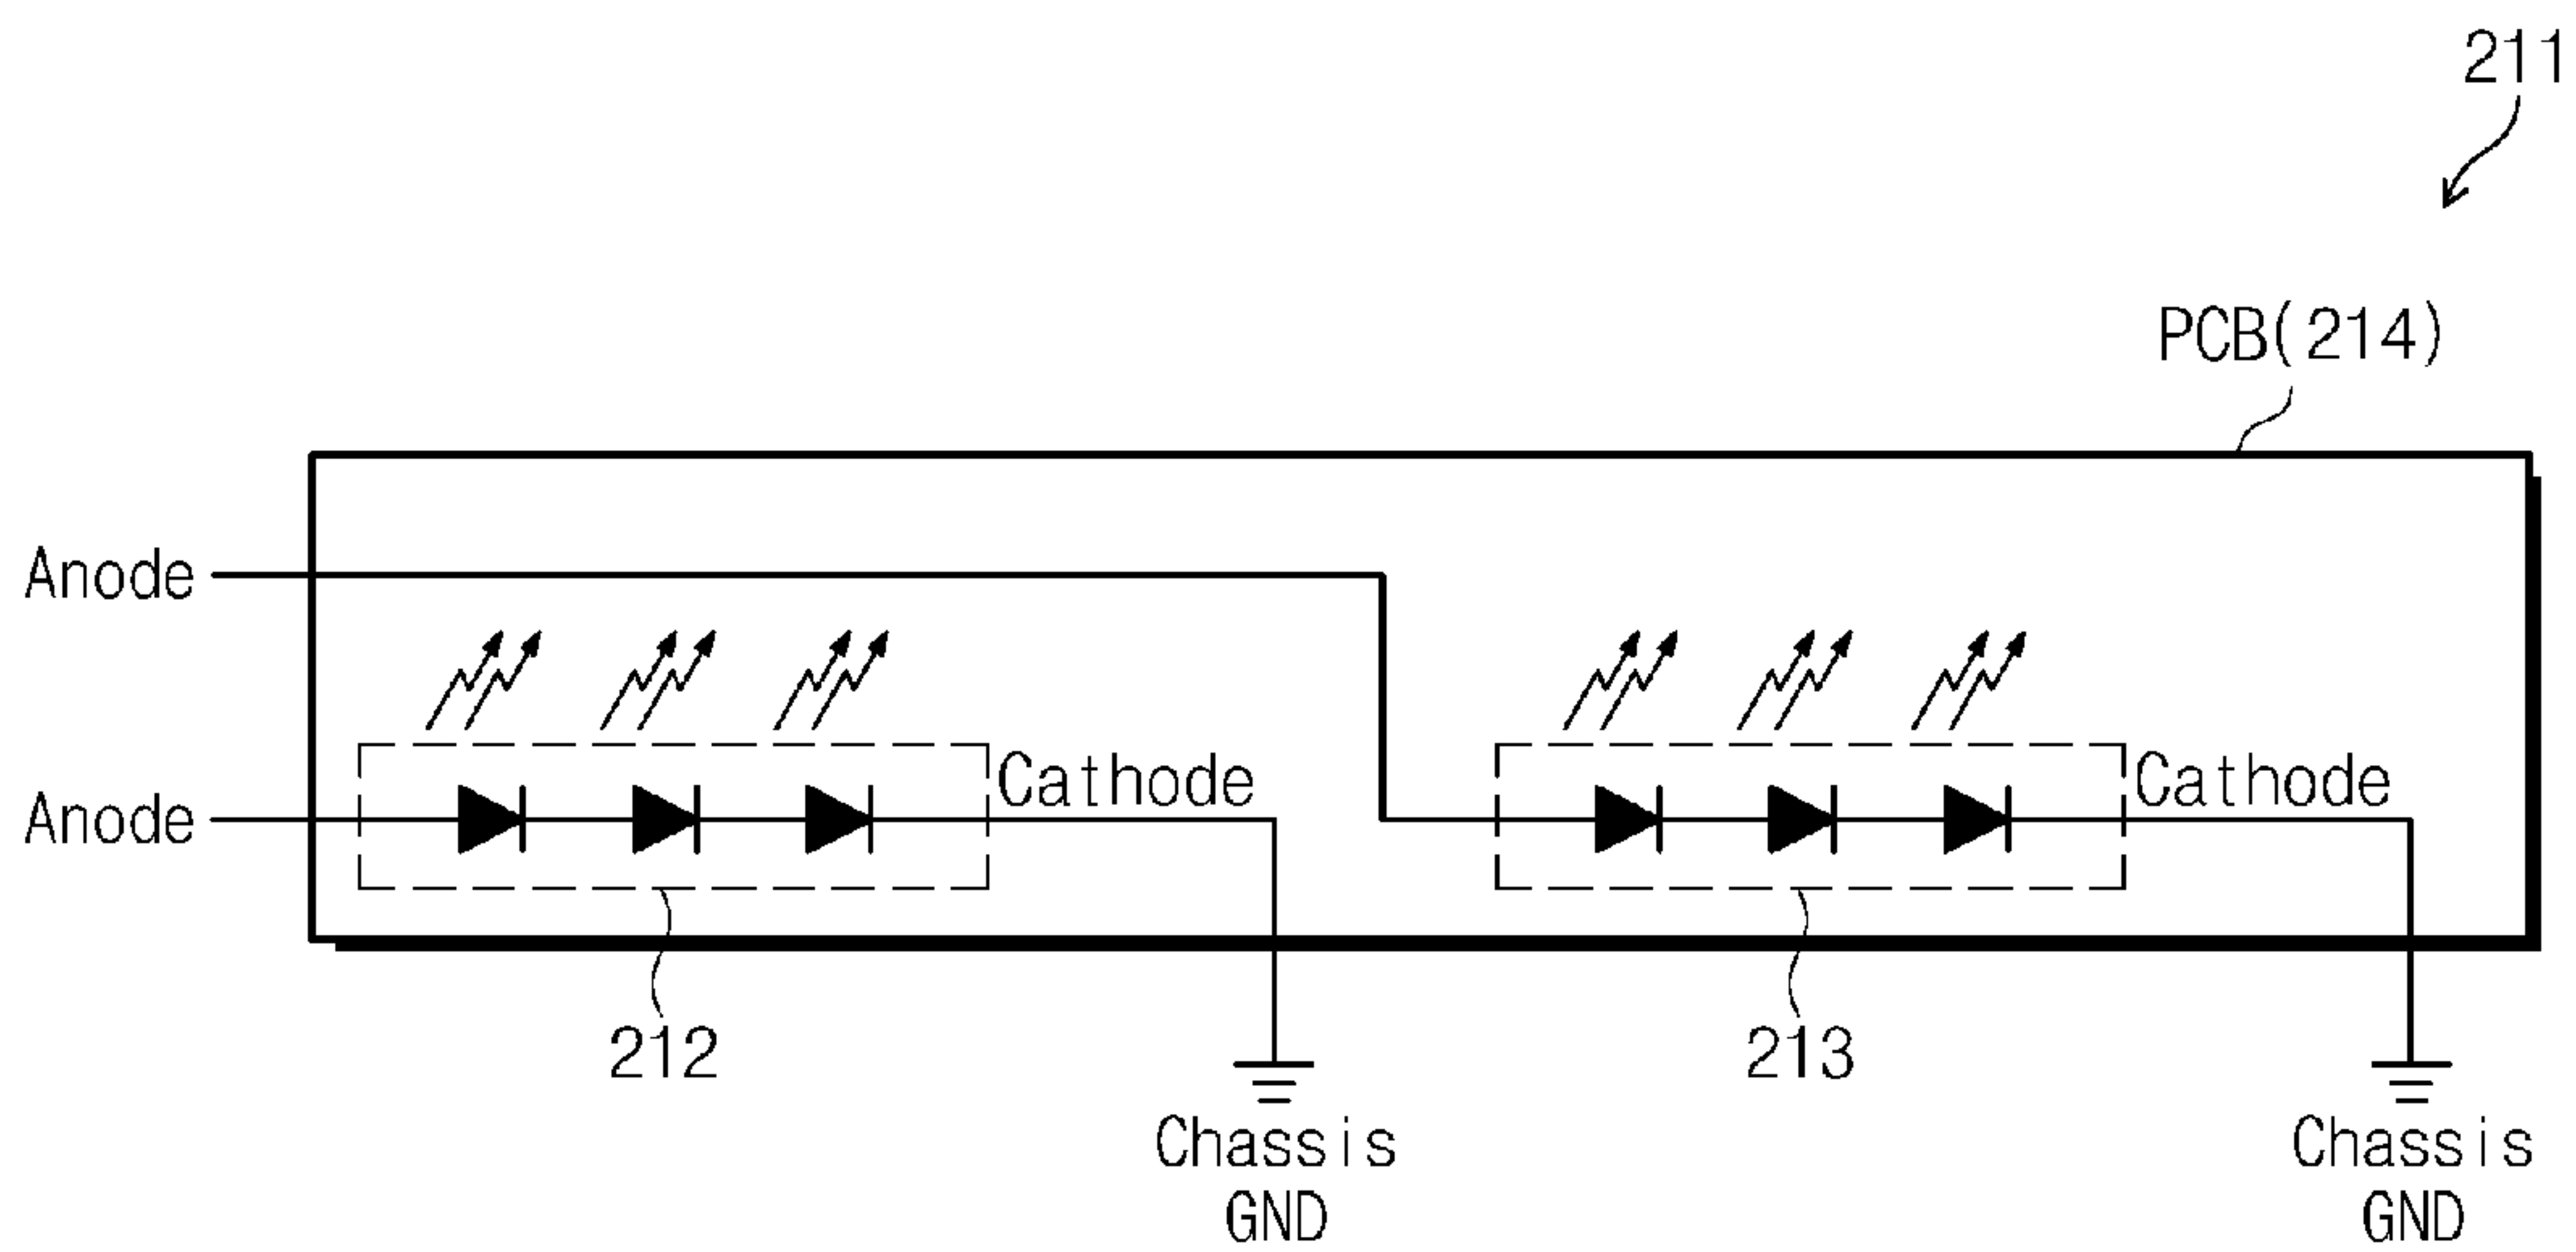 211
PCB(214)
Anode
Anode
Cathode
Cathode
212
213
Chassis
GND
Chassis
GND